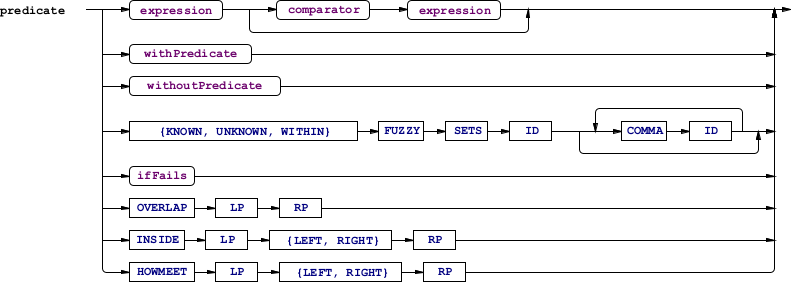 predicate expression comparator expression
withPredicate
withoutPredicate
{KNOWN, UNKNOWN, WITHIN} FUZZY SETS ID COMMA ID
ifFails
OVERLAP LP RP
INSIDE LP {LEFT, RIGHT} RP
HOWMEET LP {LEFT, RIGHT} RP